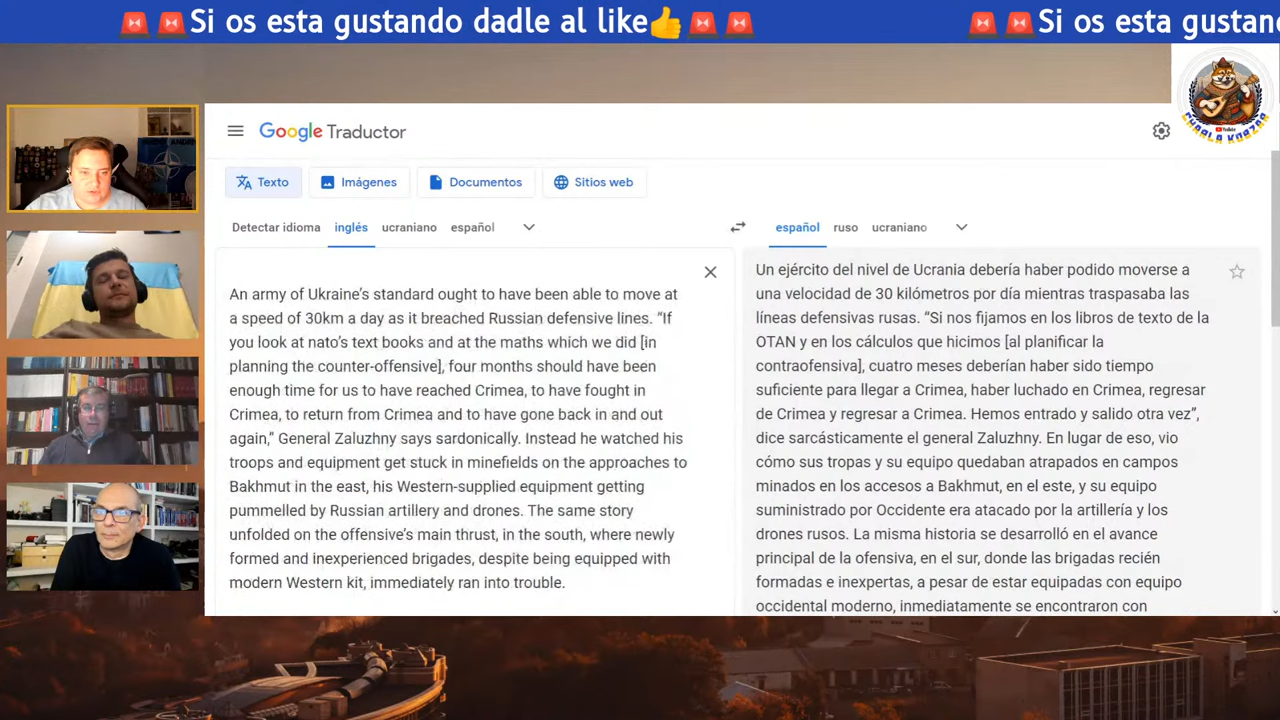 🚨🚨Si os esta gustando dadle al like👍🚨🚨
🚨🚨Si os esta gustan
CHARLA KOBZAR
Google Traductor
Texto
Imágenes
Documentos
Sitios web
Detectar idioma
inglés
ucraniano
español
español
ruso
ucraniano
An army of Ukraine’s standard ought to have been able to move at
a speed of 30km a day as it breached Russian defensive lines. “If
you look at nato’s text books and at the maths which we did [in
planning the counter-offensive], four months should have been
enough time for us to have reached Crimea, to have fought in
Crimea, to return from Crimea and to have gone back in and out
again,” General Zaluzhny says sardonically. Instead he watched his
troops and equipment get stuck in minefields on the approaches to
Bakhmut in the east, his Western-supplied equipment getting
pummelled by Russian artillery and drones. The same story
unfolded on the offensive’s main thrust, in the south, where newly
formed and inexperienced brigades, despite being equipped with
modern Western kit, immediately ran into trouble.
Un ejército del nivel de Ucrania debería haber podido moverse a
una velocidad de 30 kilómetros por día mientras traspasaba las
líneas defensivas rusas. “Si nos fijamos en los libros de texto de la
OTAN y en los cálculos que hicimos [al planificar la
contraofensiva], cuatro meses deberían haber sido tiempo
suficiente para llegar a Crimea, haber luchado en Crimea, regresar
de Crimea y regresar a Crimea. Hemos entrado y salido otra vez”,
dice sarcásticamente el general Zaluzhny. En lugar de eso, vio
cómo sus tropas y su equipo quedaban atrapados en campos
minados en los accesos a Bakhmut, en el este, y su equipo
suministrado por Occidente era atacado por la artillería y los
drones rusos. La misma historia se desarrolló en el avance
principal de la ofensiva, en el sur, donde las brigadas recién
formadas e inexpertas, a pesar de estar equipadas con equipo
occidental moderno, inmediatamente se encontraron con